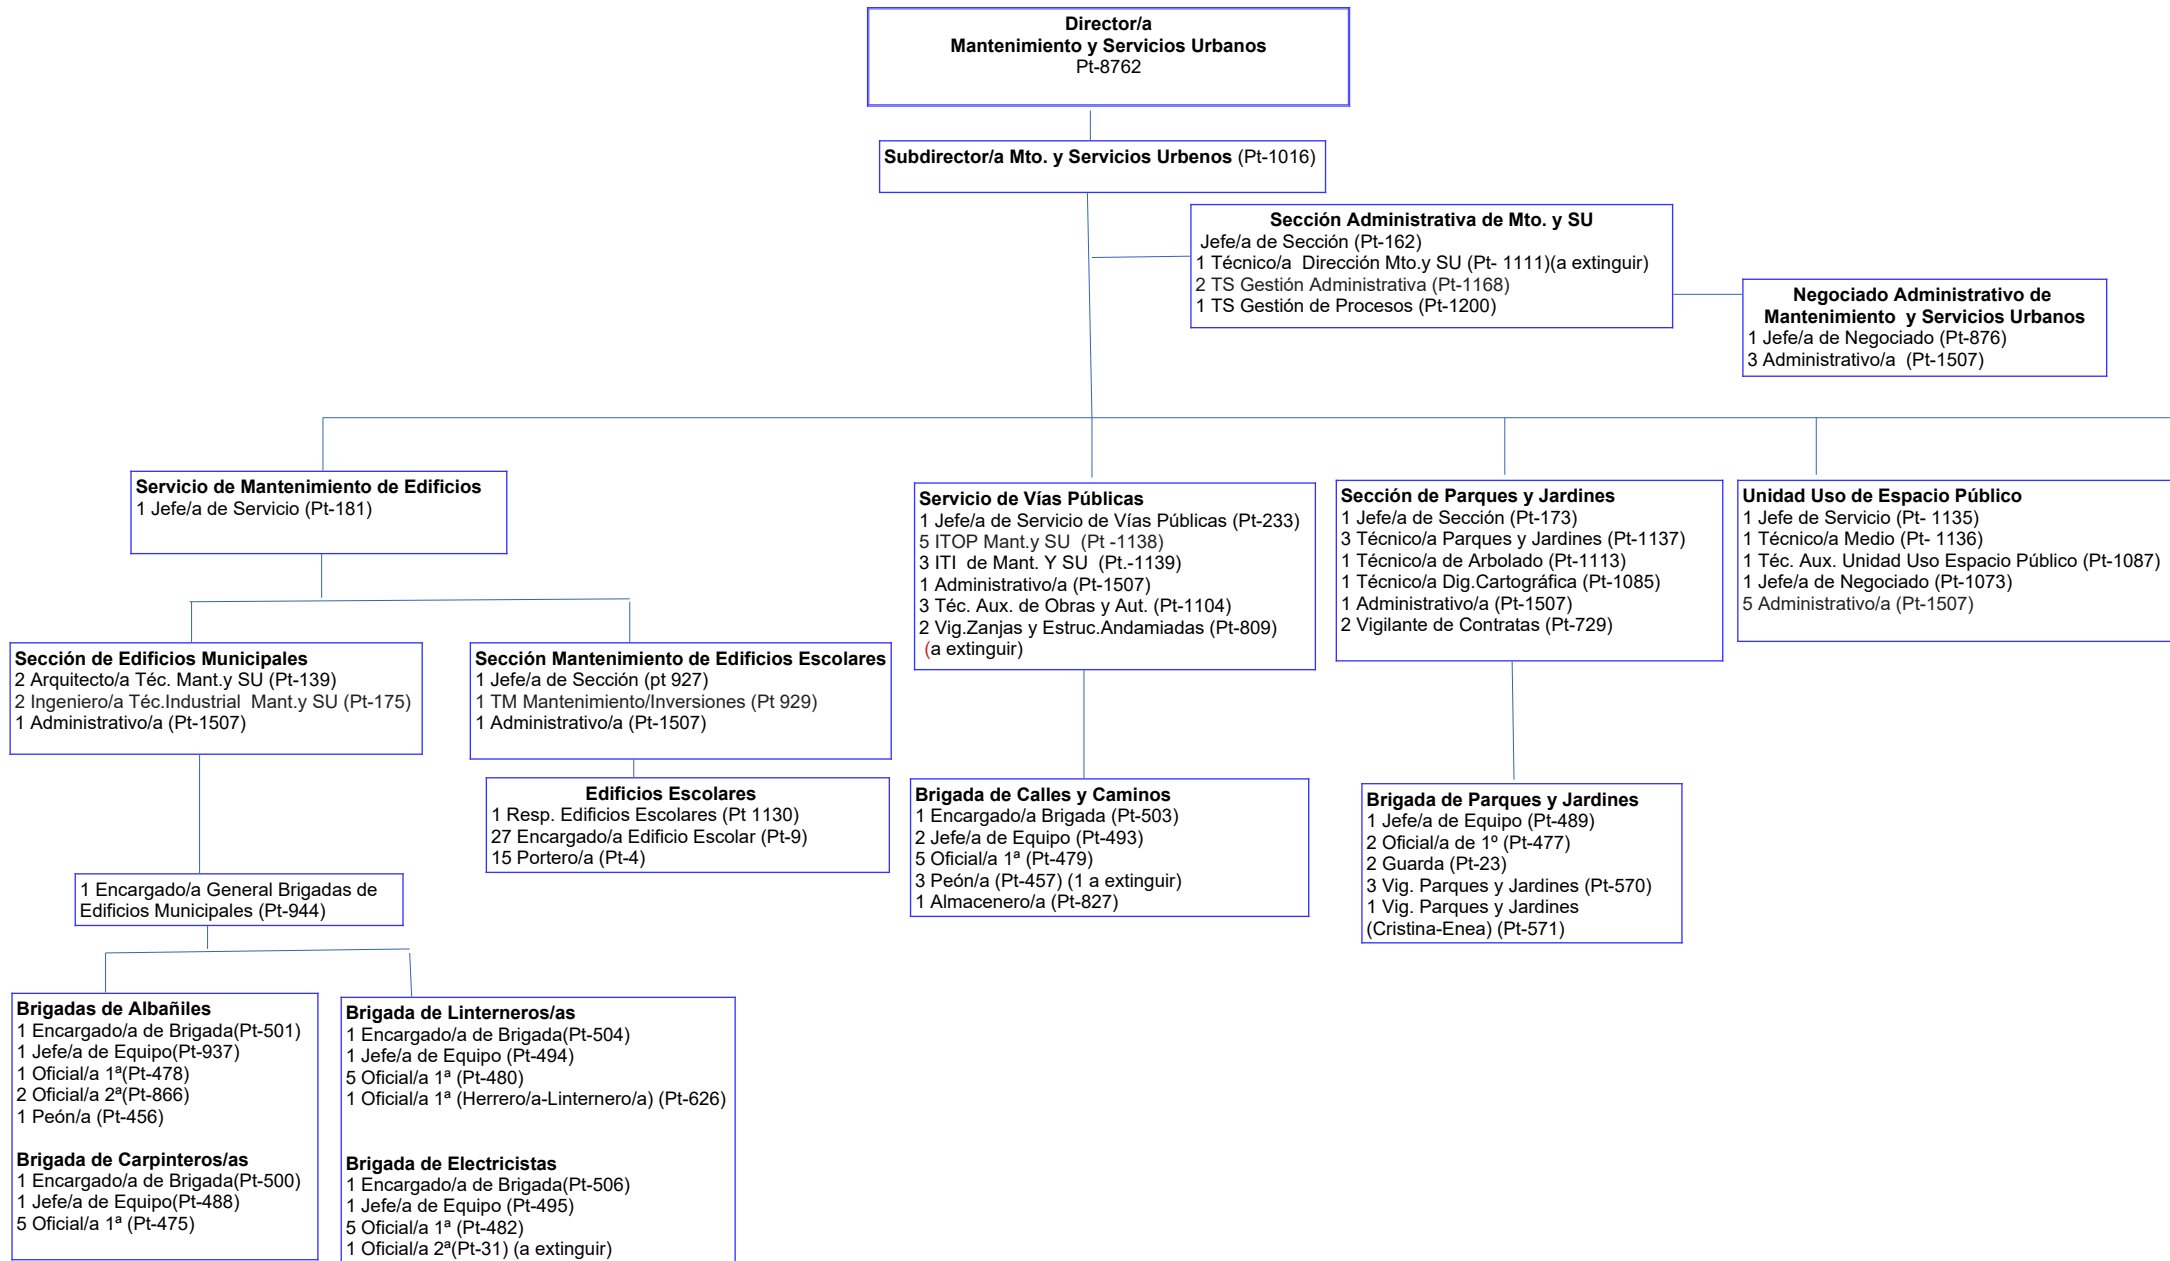 Director/a
Mantenimiento y Servicios Urbanos
Pt-8762
Subdirector/a Mto. y Servicios Urbenos (Pt-1016)
Sección Administrativa de Mto. y SU
Jefe/a de Sección (Pt-162)
1 Técnico/a Dirección Mto.y SU (Pt- 1111)(a extinguir)
2 TS Gestión Administrativa (Pt-1168)
1 TS Gestión de Procesos (Pt-1200)
Negociado Administrativo de
Mantenimiento y Servicios Urbanos
1 Jefe/a de Negociado (Pt-876)
3 Administrativo/a (Pt-1507)
Servicio de Mantenimiento de Edificios
1 Jefe/a de Servicio (Pt-181)
Servicio de Vías Públicas
1 Jefe/a de Servicio de Vías Públicas (Pt-233)
5 ITOP Mant.y SU (Pt -1138)
3 ITI de Mant. Y SU (Pt.-1139)
1 Administrativo/a (Pt-1507)
3 Téc. Aux. de Obras y Aut. (Pt-1104)
2 Vig.Zanjas y Estruc.Andamiadas (Pt-809)
(a extinguir)
Sección de Parques y Jardines
1 Jefe/a de Sección (Pt-173)
3 Técnico/a Parques y Jardines (Pt-1137)
1 Técnico/a de Arbolado (Pt-1113)
1 Técnico/a Dig.Cartográfica (Pt-1085)
1 Administrativo/a (Pt-1507)
2 Vigilante de Contratas (Pt-729)
Unidad Uso de Espacio Público
1 Jefe de Servicio (Pt- 1135)
1 Técnico/a Medio (Pt- 1136)
1 Téc. Aux. Unidad Uso Espacio Público (Pt-1087)
1 Jefe/a de Negociado (Pt-1073)
5 Administrativo/a (Pt-1507)
Sección de Edificios Municipales
2 Arquitecto/a Téc. Mant.y SU (Pt-139)
2 Ingeniero/a Téc.Industrial Mant.y SU (Pt-175)
1 Administrativo/a (Pt-1507)
Sección Mantenimiento de Edificios Escolares
1 Jefe/a de Sección (pt 927)
1 TM Mantenimiento/Inversiones (Pt 929)
1 Administrativo/a (Pt-1507)
Edificios Escolares
1 Resp. Edificios Escolares (Pt 1130)
27 Encargado/a Edificio Escolar (Pt-9)
15 Portero/a (Pt-4)
Brigada de Calles y Caminos
1 Encargado/a Brigada (Pt-503)
2 Jefe/a de Equipo (Pt-493)
5 Oficial/a 1ª (Pt-479)
3 Peón/a (Pt-457) (1 a extinguir)
1 Almacenero/a (Pt-827)
Brigada de Parques y Jardines
1 Jefe/a de Equipo (Pt-489)
2 Oficial/a de 1º (Pt-477)
2 Guarda (Pt-23)
3 Vig. Parques y Jardines (Pt-570)
1 Vig. Parques y Jardines
(Cristina-Enea) (Pt-571)
1 Encargado/a General Brigadas de
Edificios Municipales (Pt-944)
Brigadas de Albañiles
1 Encargado/a de Brigada(Pt-501)
1 Jefe/a de Equipo(Pt-937)
1 Oficial/a 1ª(Pt-478)
2 Oficial/a 2ª(Pt-866)
1 Peón/a (Pt-456)
Brigada de Carpinteros/as
1 Encargado/a de Brigada(Pt-500)
1 Jefe/a de Equipo(Pt-488)
5 Oficial/a 1ª (Pt-475)
Brigada de Linterneros/as
1 Encargado/a de Brigada(Pt-504)
1 Jefe/a de Equipo (Pt-494)
5 Oficial/a 1ª (Pt-480)
1 Oficial/a 1ª (Herrero/a-Linternero/a) (Pt-626)
Brigada de Electricistas
1 Encargado/a de Brigada(Pt-506)
1 Jefe/a de Equipo (Pt-495)
5 Oficial/a 1ª (Pt-482)
1 Oficial/a 2ª(Pt-31) (a extinguir)